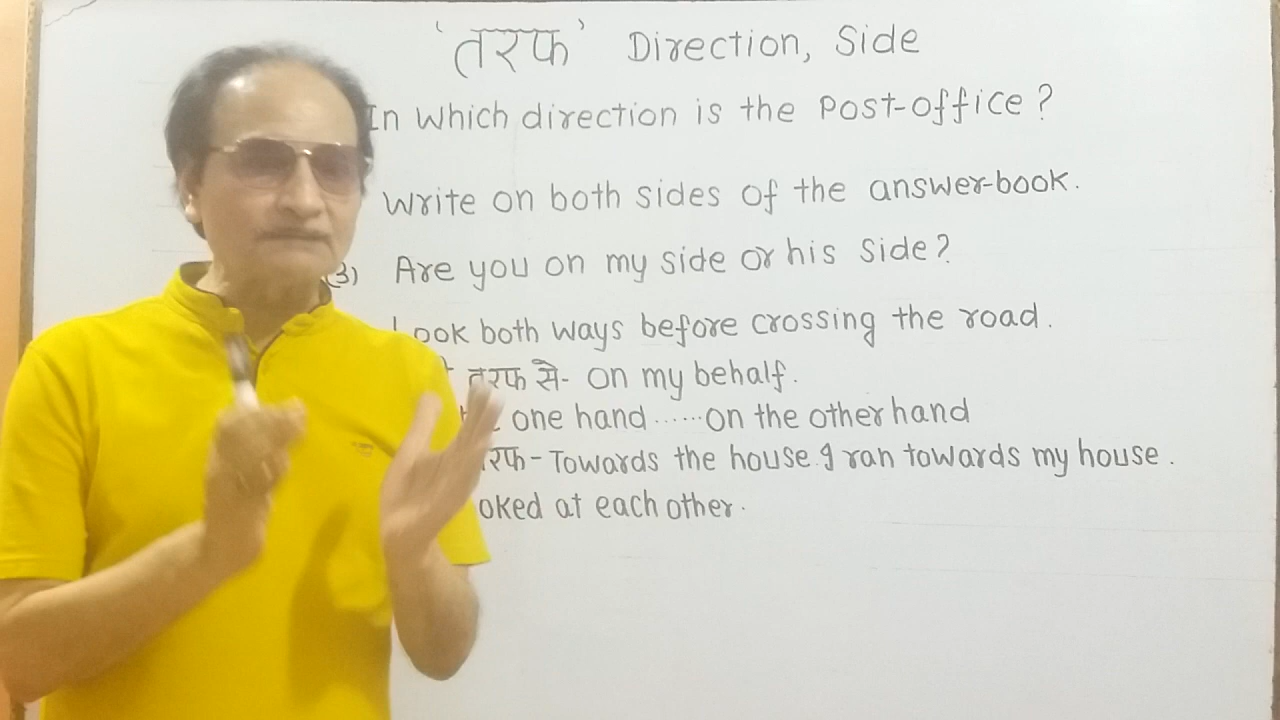 'तरफ' Direction, Side
In which direction is the Post-office?
Write on both sides of the answer-book.
(3) Are you on my side or his side?
Look both ways before crossing the road.
तरफ से- on my behalf.
one hand ......on the other hand
रफ-Towards the house. I ran towards my house.
oked at each other.